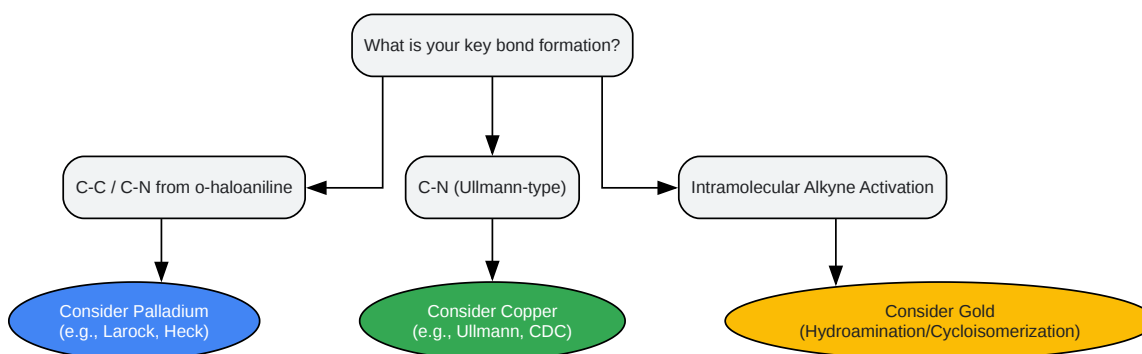 What is your key bond formation?
C-C / C-N from o-haloaniline
C-N (Ullmann-type)
Intramolecular Alkyne Activation
Consider Palladium
(e.g., Larock, Heck)
Consider Copper
(e.g., Ullmann, CDC)
Consider Gold
(Hydroamination/Cycloisomerization)